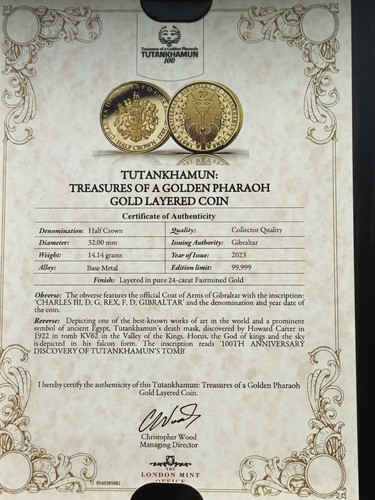 Treasures of a Golden Pharaoh
TUTANKHAMUN
100
HALF CROWN
TUTANKHAMUN:
TREASURES OF A GOLDEN PHARAOH
GOLD LAYERED COIN
Certificate of Authenticity
Denomination: Half Crown Quality: Collector Quality
Diameter: 32.00 mm Issuing Authority: Gibraltar
Weight: 14.14 grams Year of Issue: 2023
Alloy: Base Metal Edition limit: 99,999
Finish: Layered in pure 24-carat Fairmined Gold
Obverse: The obverse features the official Coat of Arms of Gibraltar with the inscription:
'CHARLES III, D, G, REX, F, D, GIBRALTAR' and the denomination and year date of
the coin.
Reverse: Depicting one of the best-known works of art in the world and a prominent
symbol of ancient Egypt, Tutankhamun's death mask, discovered by Howard Carter in
1922 in tomb KV62 in the Valley of the Kings. Horus, the God of kings and the sky
is depicted in his falcon form. The inscription reads '100TH ANNIVERSARY
DISCOVERY OF TUTANKHAMUN'S TOMB'
I hereby certify the authenticity of this Tutankhamun: Treasures of a Golden Pharaoh
Gold Layered Coin.
Christopher Wood
Managing Director
THE
LONDON MINT
OFFICE